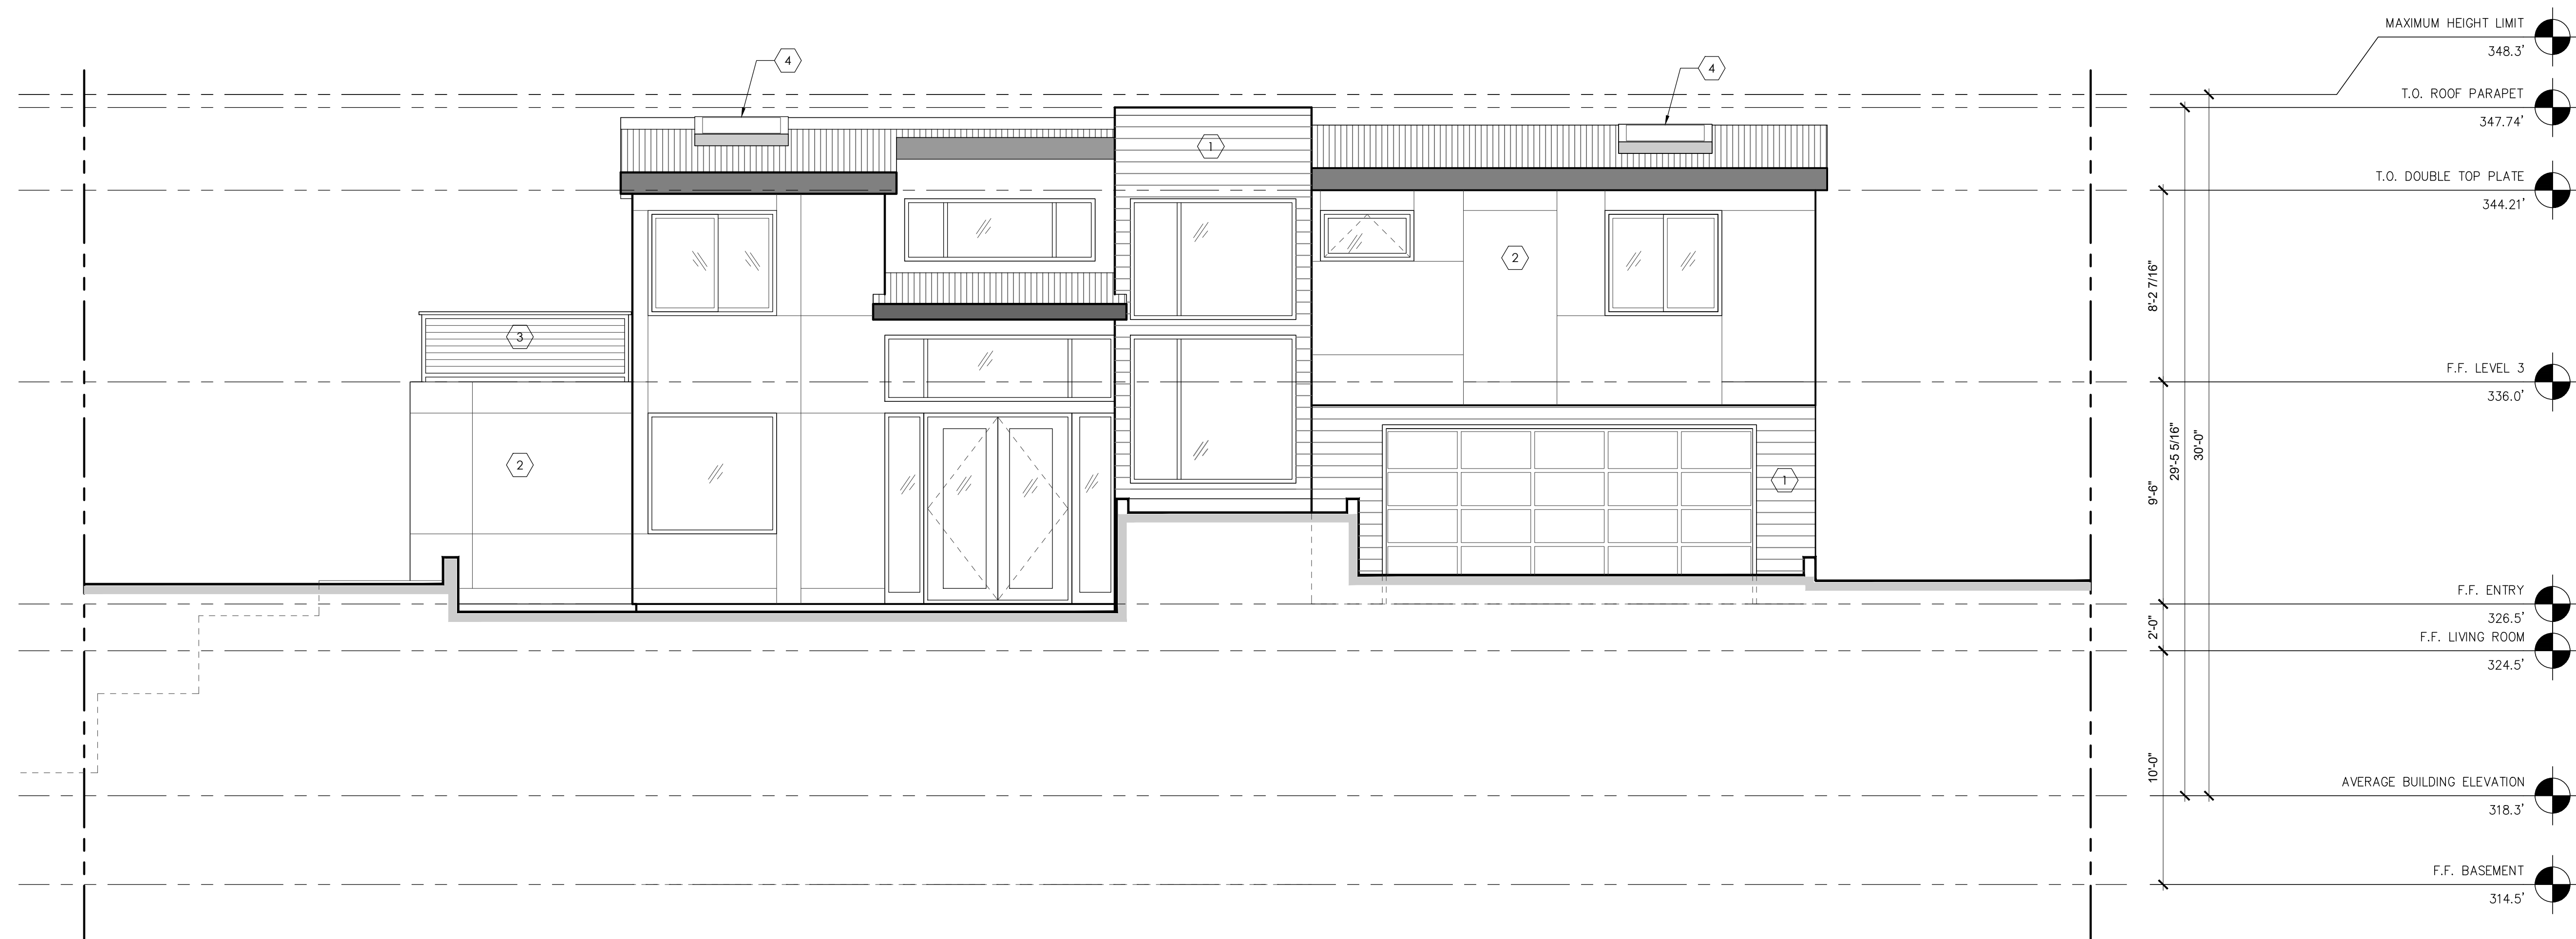 MAXIMUM HEIGHT LIMIT
348.3'
4
4
T.O. ROOF PARAPET
347.74'
1
T.O. DOUBLE TOP PLATE
344.21'
2
8'-2 7/16"
3
F.F. LEVEL 3
336.0'
2
1
9'-6"
29'-5 5/16"
30'-0"
F.F. ENTRY
326.5'
2'-0"
F.F. LIVING ROOM
324.5'
10'-0"
AVERAGE BUILDING ELEVATION
318.3'
F.F. BASEMENT
314.5'